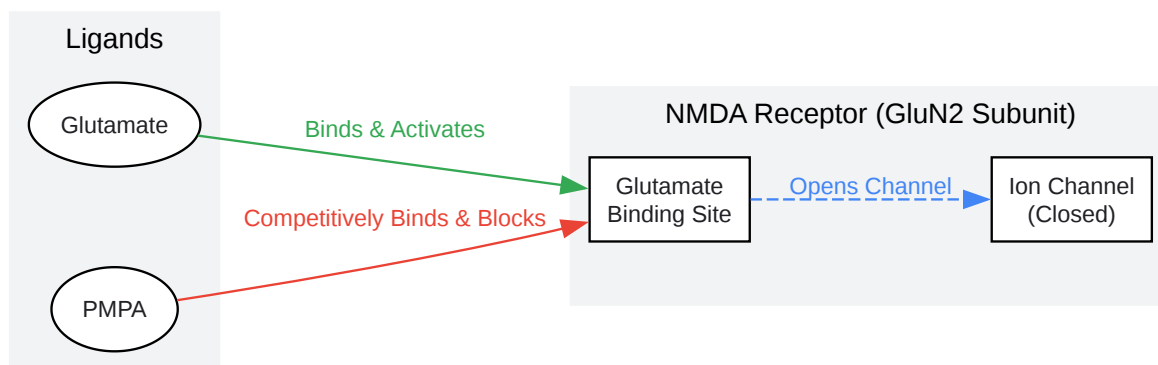 Ligands
Glutamate
PMPA
Binds & Activates
Competitively Binds & Blocks
NMDA Receptor (GluN2 Subunit)
Glutamate
Binding Site
Opens Channel
Ion Channel
(Closed)